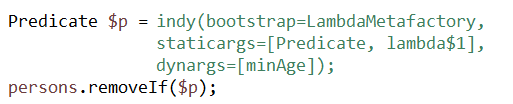 Predicate $p = indy(bootstrap=LambdaMetafactory,
staticargs=[Predicate, lambda$1],
dynargs=[minAge]);
persons.removeIf($p);